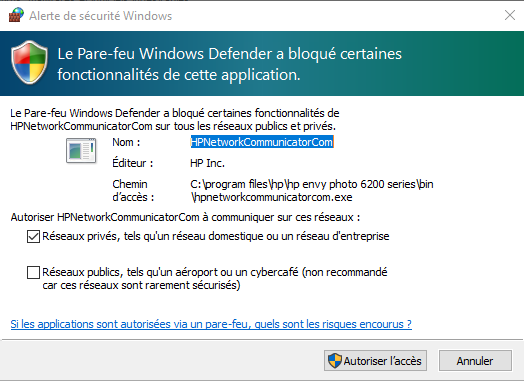 Alerte de sécurité Windows
Le Pare-feu Windows Defender a bloqué certaines
fonctionnalités de cette application.
Le Pare-feu Windows Defender a bloqué certaines fonctionnalités de
HPNetworkCommunicatorCom sur tous les réseaux publics et privés.
Nom : HPNetworkCommunicatorCom
Éditeur : HP Inc.
Chemin d'accès : C:\program files\hp\hp envy photo 6200 series\bin
\hpnetworkcommunicatorcom.exe
Autoriser HPNetworkCommunicatorCom à communiquer sur ces réseaux :
Réseaux privés, tels qu'un réseau domestique ou un réseau d'entreprise
Réseaux publics, tels qu'un aéroport ou un cybercafé (non recommandé
car ces réseaux sont rarement sécurisés)
Si les applications sont autorisées via un pare-feu, quels sont les risques encourus ?
Autoriser l'accès Annuler